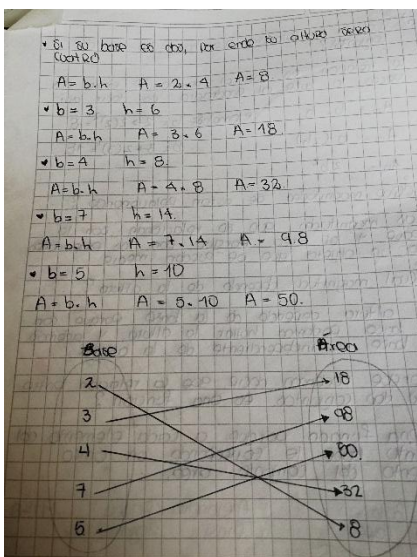 • Si su base es dos, por ende su altura será
cuatro
A = b.h A = 2.4 A = 8
• b = 3 h = 6
A = b.h A = 3.6 A = 18.
• b = 4 h = 8.
A = b.h A = 4.8 A = 32
• b = 7 h = 14.
A = b.h A = 7.14 A = 98
• b = 5 h = 10
A = b.h A = 5.10 A = 50.
Base Área
2 18
3 98
4 50
7 32
5 8